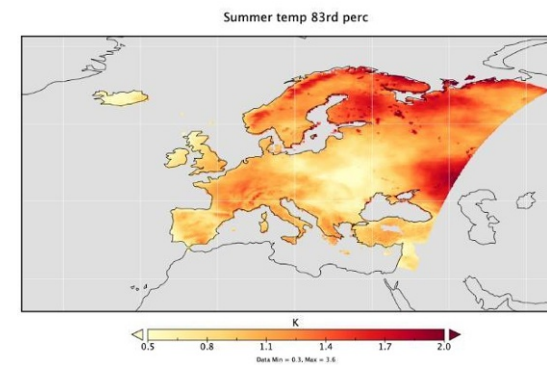 Summer temp 83rd perc
K
0.5 0.8 1.1 1.4 1.7 2.0
Data Min = 0.3, Max = 3.6